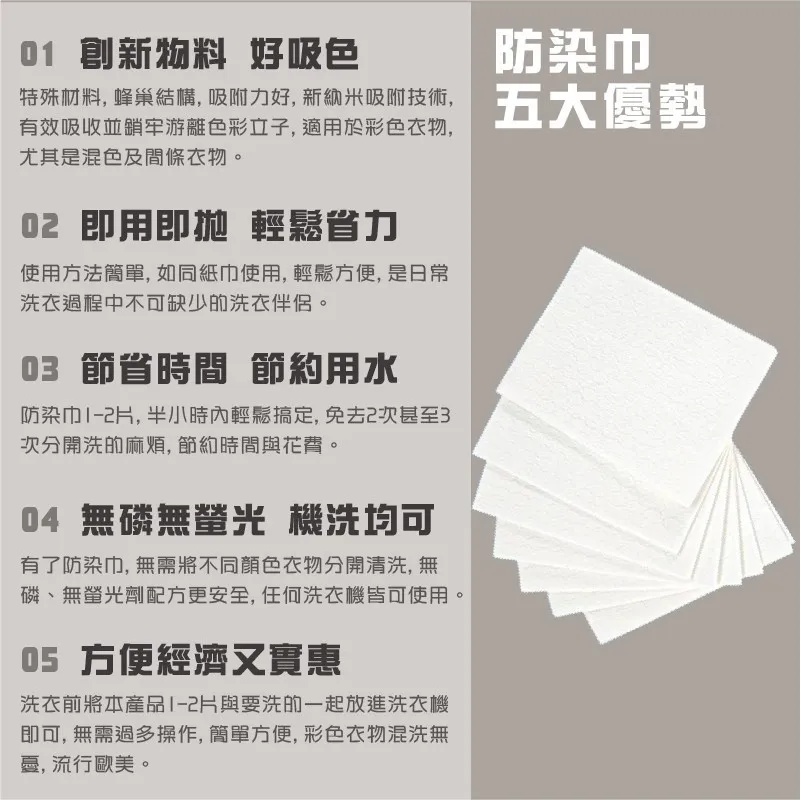 防染巾
五大優勢
01 創新物料 好吸色
特殊材料, 蜂巢結構, 吸附力好, 新納米吸附技術,
有效吸收並鎖牢游離色彩立子, 適用於彩色衣物,
尤其是混色及間條衣物。
02 即用即拋 輕鬆省力
使用方法簡單, 如同紙巾使用, 輕鬆方便, 是日常
洗衣過程中不可缺少的洗衣伴侶。
03 節省時間 節約用水
防染巾1-2片, 半小時內輕鬆搞定, 免去2次甚至3
次分開洗的麻煩, 節約時間與花費。
04 無磷無螢光 機洗均可
有了防染巾, 無需將不同顏色衣物分開清洗, 無
磷、無螢光劑配方更安全, 任何洗衣機皆可使用。
05 方便經濟又實惠
洗衣前將本產品1-2片與要洗的一起放進洗衣機
即可, 無需過多操作, 簡單方便, 彩色衣物混洗無
憂, 流行歐美。